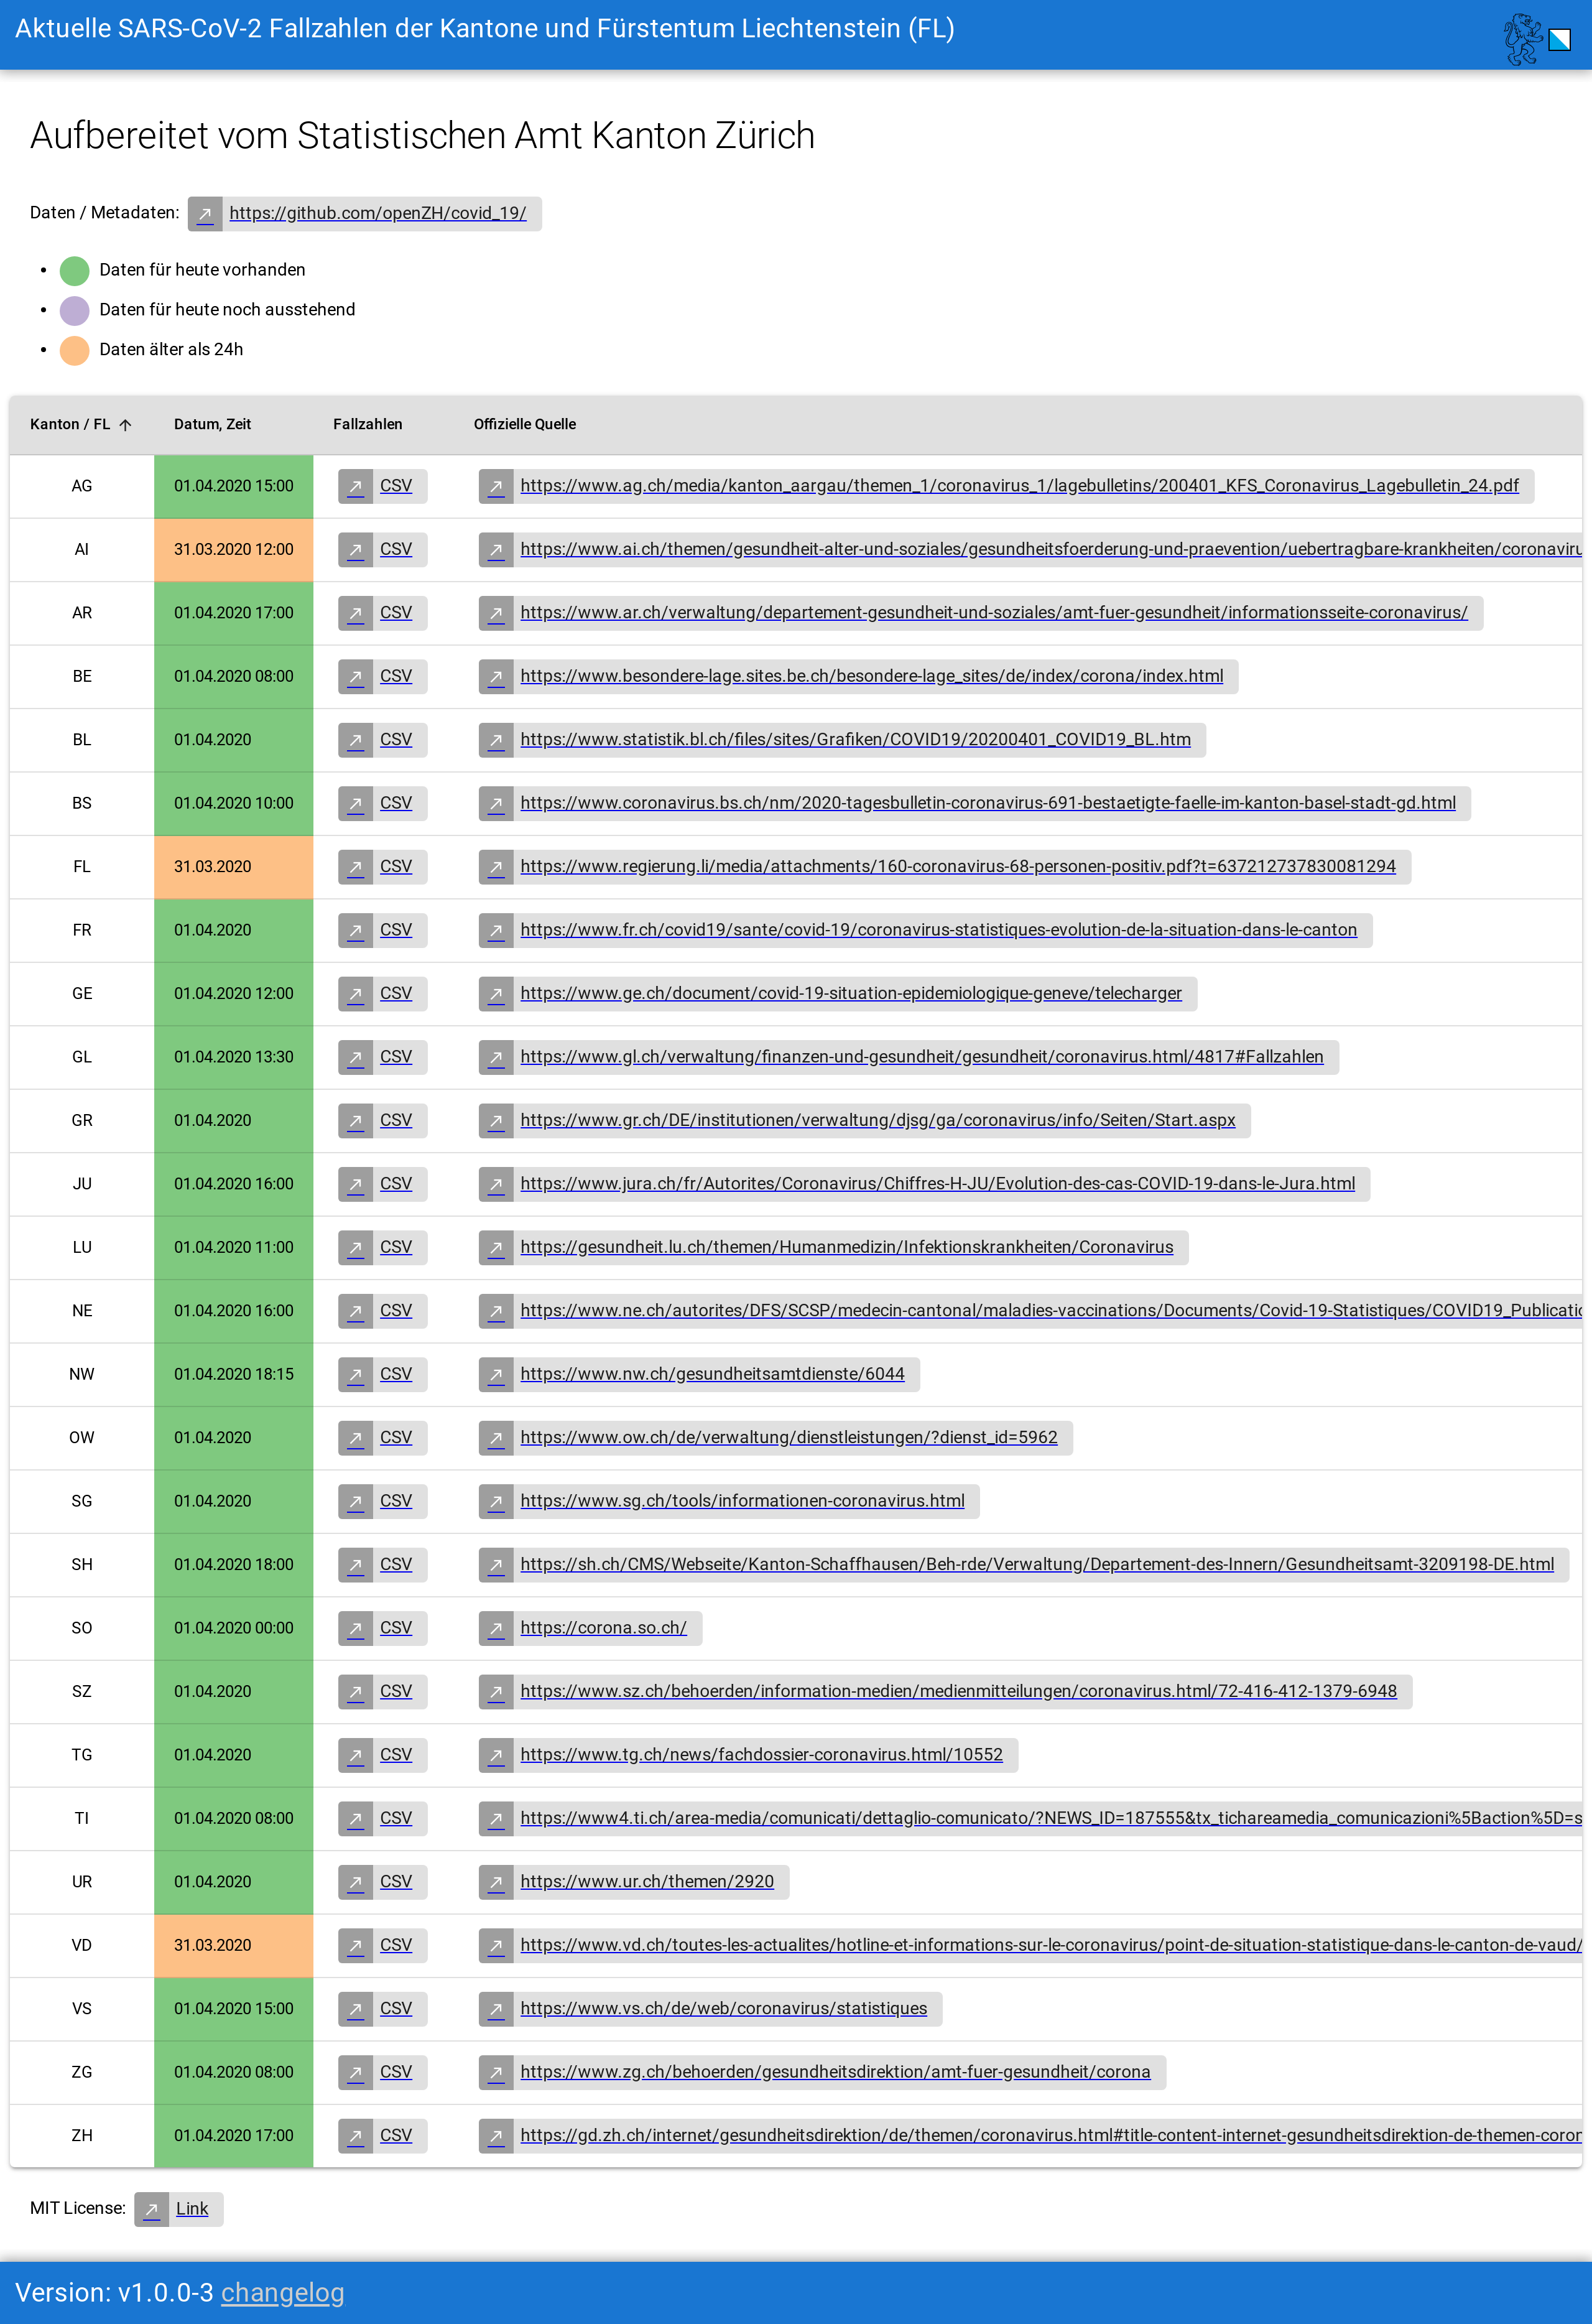 Aktuelle SARS-CoV-2 Fallzahlen der Kantone und Fürstentum Liechtenstein (FL)
Aufbereitet vom Statistischen Amt Kanton Zürich
Daten / Metadaten: https://github.com/openZH/covid_19/
Daten für heute vorhanden
Daten für heute noch ausstehend
Daten älter als 24h
Kanton / FL Datum, Zeit Fallzahlen Offizielle Quelle
AG 01.04.2020 15:00 CSV https://www.ag.ch/media/kanton_aargau/themen_1/coronavirus_1/lagebulletins/200401_KFS_Coronavirus_Lagebulletin_24.pdf
AI 31.03.2020 12:00 CSV https://www.ai.ch/themen/gesundheit-alter-und-soziales/gesundheitsfoerderung-und-praevention/uebertragbare-krankheiten/coronaviru
AR 01.04.2020 17:00 CSV https://www.ar.ch/verwaltung/departement-gesundheit-und-soziales/amt-fuer-gesundheit/informationsseite-coronavirus/
BE 01.04.2020 08:00 CSV https://www.besondere-lage.sites.be.ch/besondere-lage_sites/de/index/corona/index.html
BL 01.04.2020 CSV https://www.statistik.bl.ch/files/sites/Grafiken/COVID19/20200401_COVID19_BL.htm
BS 01.04.2020 10:00 CSV https://www.coronavirus.bs.ch/nm/2020-tagesbulletin-coronavirus-691-bestaetigte-faelle-im-kanton-basel-stadt-gd.html
FL 31.03.2020 CSV https://www.regierung.li/media/attachments/160-coronavirus-68-personen-positiv.pdf?t=637212737830081294
FR 01.04.2020 CSV https://www.fr.ch/covid19/sante/covid-19/coronavirus-statistiques-evolution-de-la-situation-dans-le-canton
GE 01.04.2020 12:00 CSV https://www.ge.ch/document/covid-19-situation-epidemiologique-geneve/telecharger
GL 01.04.2020 13:30 CSV https://www.gl.ch/verwaltung/finanzen-und-gesundheit/gesundheit/coronavirus.html/4817#Fallzahlen
GR 01.04.2020 CSV https://www.gr.ch/DE/institutionen/verwaltung/djsg/ga/coronavirus/info/Seiten/Start.aspx
JU 01.04.2020 16:00 CSV https://www.jura.ch/fr/Autorites/Coronavirus/Chiffres-H-JU/Evolution-des-cas-COVID-19-dans-le-Jura.html
LU 01.04.2020 11:00 CSV https://gesundheit.lu.ch/themen/Humanmedizin/Infektionskrankheiten/Coronavirus
NE 01.04.2020 16:00 CSV https://www.ne.ch/autorites/DFS/SCSP/medecin-cantonal/maladies-vaccinations/Documents/Covid-19-Statistiques/COVID19_Publicatio
NW 01.04.2020 18:15 CSV https://www.nw.ch/gesundheitsamtdienste/6044
OW 01.04.2020 CSV https://www.ow.ch/de/verwaltung/dienstleistungen/?dienst_id=5962
SG 01.04.2020 CSV https://www.sg.ch/tools/informationen-coronavirus.html
SH 01.04.2020 18:00 CSV https://sh.ch/CMS/Webseite/Kanton-Schaffhausen/Beh-rde/Verwaltung/Departement-des-Innern/Gesundheitsamt-3209198-DE.html
SO 01.04.2020 00:00 CSV https://corona.so.ch/
SZ 01.04.2020 CSV https://www.sz.ch/behoerden/information-medien/medienmitteilungen/coronavirus.html/72-416-412-1379-6948
TG 01.04.2020 CSV https://www.tg.ch/news/fachdossier-coronavirus.html/10552
TI 01.04.2020 08:00 CSV https://www4.ti.ch/area-media/comunicati/dettaglio-comunicato/?NEWS_ID=187555&tx_tichareamedia_comunicazioni%5Baction%5D=s
UR 01.04.2020 CSV https://www.ur.ch/themen/2920
VD 31.03.2020 CSV https://www.vd.ch/toutes-les-actualites/hotline-et-informations-sur-le-coronavirus/point-de-situation-statistique-dans-le-canton-de-vaud/
VS 01.04.2020 15:00 CSV https://www.vs.ch/de/web/coronavirus/statistiques
ZG 01.04.2020 08:00 CSV https://www.zg.ch/behoerden/gesundheitsdirektion/amt-fuer-gesundheit/corona
ZH 01.04.2020 17:00 CSV https://gd.zh.ch/internet/gesundheitsdirektion/de/themen/coronavirus.html#title-content-internet-gesundheitsdirektion-de-themen-coron
MIT License: Link
Version: v1.0.0-3 changelog